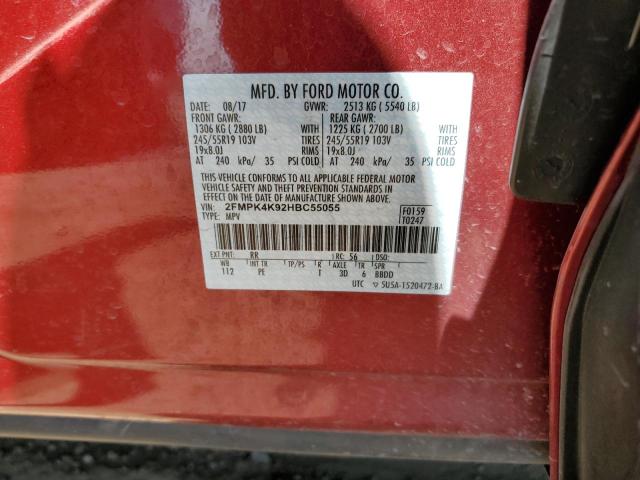 MFD. BY FORD MOTOR CO.
DATE: 08/17 GVWR: 2513 KG ( 5540 LB)
FRONT GAWR: REAR GAWR:
1306 KG ( 2880 LB) WITH 1225 KG ( 2700 LB) WITH
245/55R19 103V TIRES 245/55R19 103V TIRES
19x8.0J RIMS 19x8.0J RIMS
AT 240 kPa/ 35 PSI COLD AT 240 kPa/ 35 PSI COLD
THIS VEHICLE CONFORMS TO ALL APPLICABLE FEDERAL MOTOR
VEHICLE SAFETY AND THEFT PREVENTION STANDARDS IN
EFFECT ON THE DATE OF MANUFACTURE SHOWN ABOVE.
VIN: 2FMPK4K92HBC55055 F0159
TYPE: MPV T0247
EXT PNT: RR RC: 56 DSO:
WB INT TR TP/PS R AXLE TR SPR
112 PE T 3D 6 BBDD
UTC ▽ 5U5A-1520472-BA